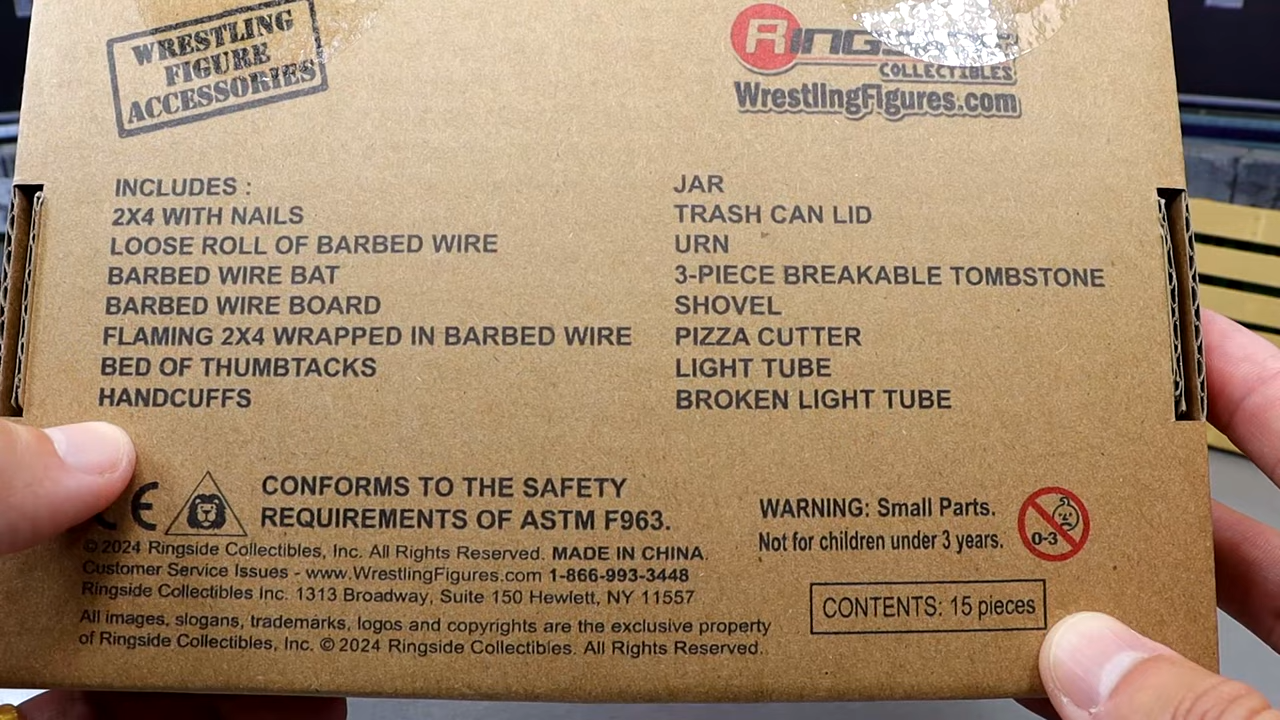 WRESTLING
FIGURE
ACCESSORIES
COLLECTIBLES
WrestlingFigures.com
INCLUDES :
2X4 WITH NAILS
LOOSE ROLL OF BARBED WIRE
BARBED WIRE BAT
BARBED WIRE BOARD
FLAMING 2X4 WRAPPED IN BARBED WIRE
BED OF THUMBTACKS
HANDCUFFS
JAR
TRASH CAN LID
URN
3-PIECE BREAKABLE TOMBSTONE
SHOVEL
PIZZA CUTTER
LIGHT TUBE
BROKEN LIGHT TUBE
CE
CONFORMS TO THE SAFETY
REQUIREMENTS OF ASTM F963.
© 2024 Ringside Collectibles, Inc. All Rights Reserved. MADE IN CHINA.
Customer Service Issues - www.WrestlingFigures.com 1-866-993-3448
Ringside Collectibles Inc. 1313 Broadway, Suite 150 Hewlett, NY 11557
All images, slogans, trademarks, logos and copyrights are the exclusive property
of Ringside Collectibles, Inc. © 2024 Ringside Collectibles. All Rights Reserved.
WARNING: Small Parts.
Not for children under 3 years.
0-3
CONTENTS: 15 pieces